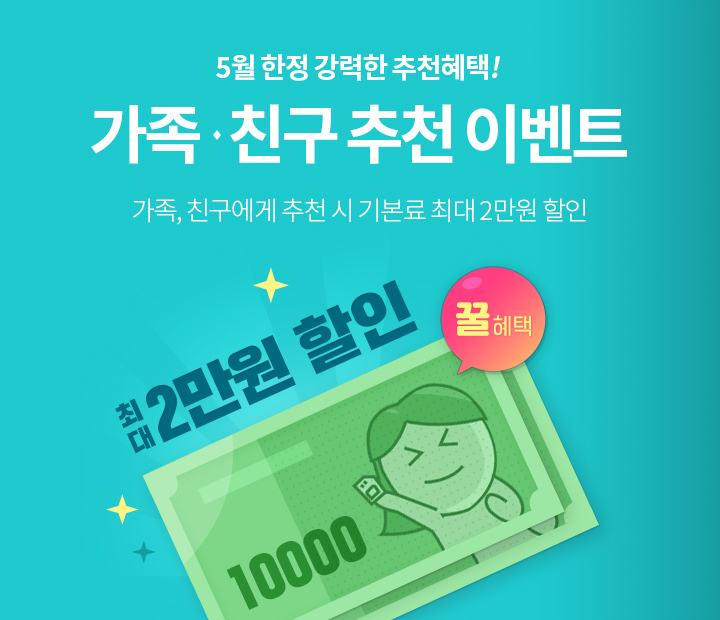 5월 한정 강력한 추천혜택!
가족·친구 추천 이벤트
가족, 친구에게 추천 시 기본료 최대 2만원 할인
최대 2만원 할인
꿀혜택
10000